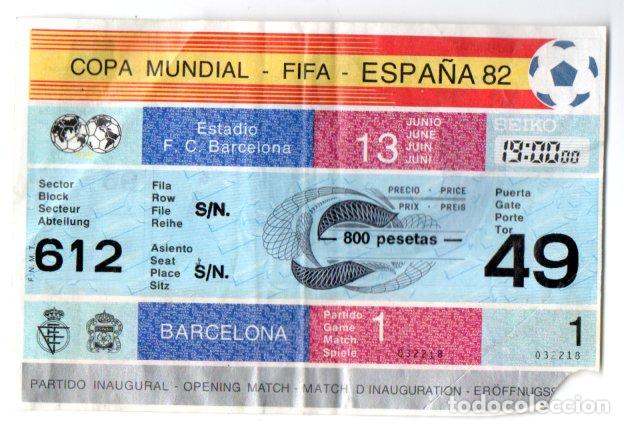 COPA MUNDIAL - FIFA - ESPAÑA 82
Estadio
F. C. Barcelona
13
JUNIO
JUNE
JUIN
JUNI
SEIKO
19:00:00
Sector
Block
Secteur
Abteilung
Fila
Row
File
Reihe
S/N.
PRECIO - PRICE
PRIX - PREIS
800 pesetas
Puerta
Gate
Porte
Tor
49
F.N.M.T.
612
Asiento
Seat
Place
Sitz
S/N.
BARCELONA
Partido
Game
Match
Spiele
1
032218
1
032218
PARTIDO INAUGURAL - OPENING MATCH - MATCH D'INAUGURATION - ERÖFFNUGSS
todocoleccion